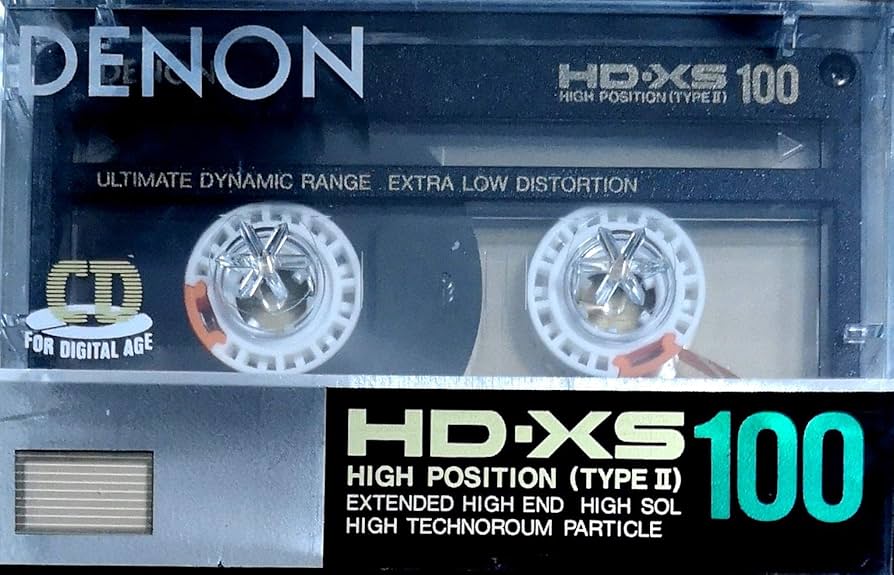 DENON
DENON
HD·XS 100
HIGH POSITION (TYPE II)
ULTIMATE DYNAMIC RANGE EXTRA LOW DISTORTION
CD
FOR DIGITAL AGE
HD·XS 100
HIGH POSITION (TYPE II)
EXTENDED HIGH END HIGH SOL
HIGH TECHNOROUM PARTICLE